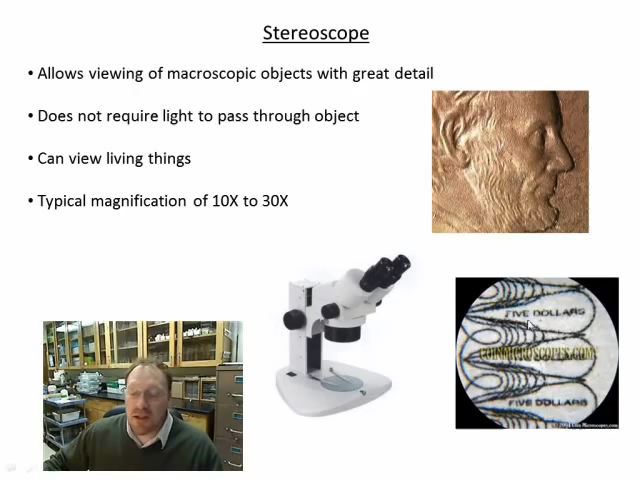 Stereoscope
• Allows viewing of macroscopic objects with great detail
• Does not require light to pass through object
• Can view living things
• Typical magnification of 10X to 30X
FIVE DOLLARS
COINMICROSCOPES.COM
FIVE DOLLARS